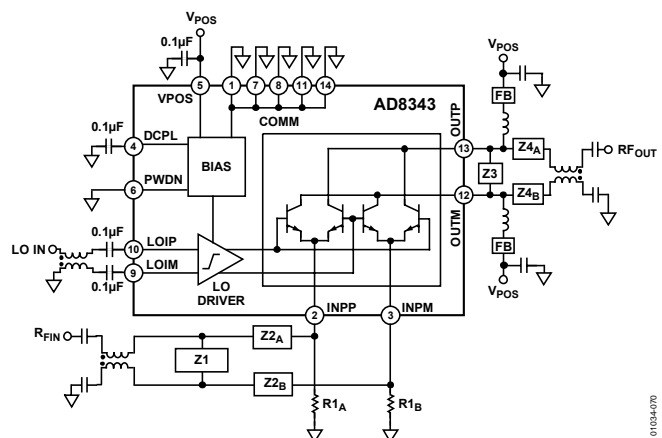 VPOS
0.1µF
VPOS
5
1
7
8
11
14
VPOS
COMM
AD8343
FB
0.1µF
4
DCPL
BIAS
OUTP
13
Z4A
RFOUT
Z3
6
PWDN
12
Z4B
OUTM
0.1µF
LO IN
10
LOIP
9
LOIM
0.1µF
LO
DRIVER
FB
VPOS
INPP
INPM
2
3
RFIN
Z1
Z2A
Z2B
R1A
R1B
01034-070